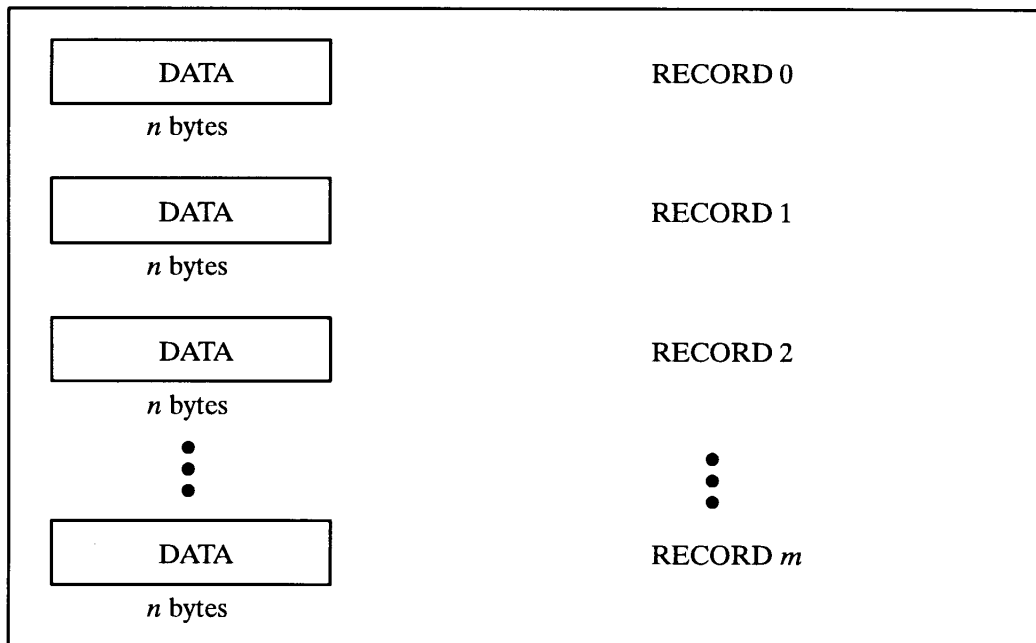 DATA RECORD 0
n bytes
DATA RECORD 1
n bytes
DATA RECORD 2
n bytes
DATA RECORD m
n bytes